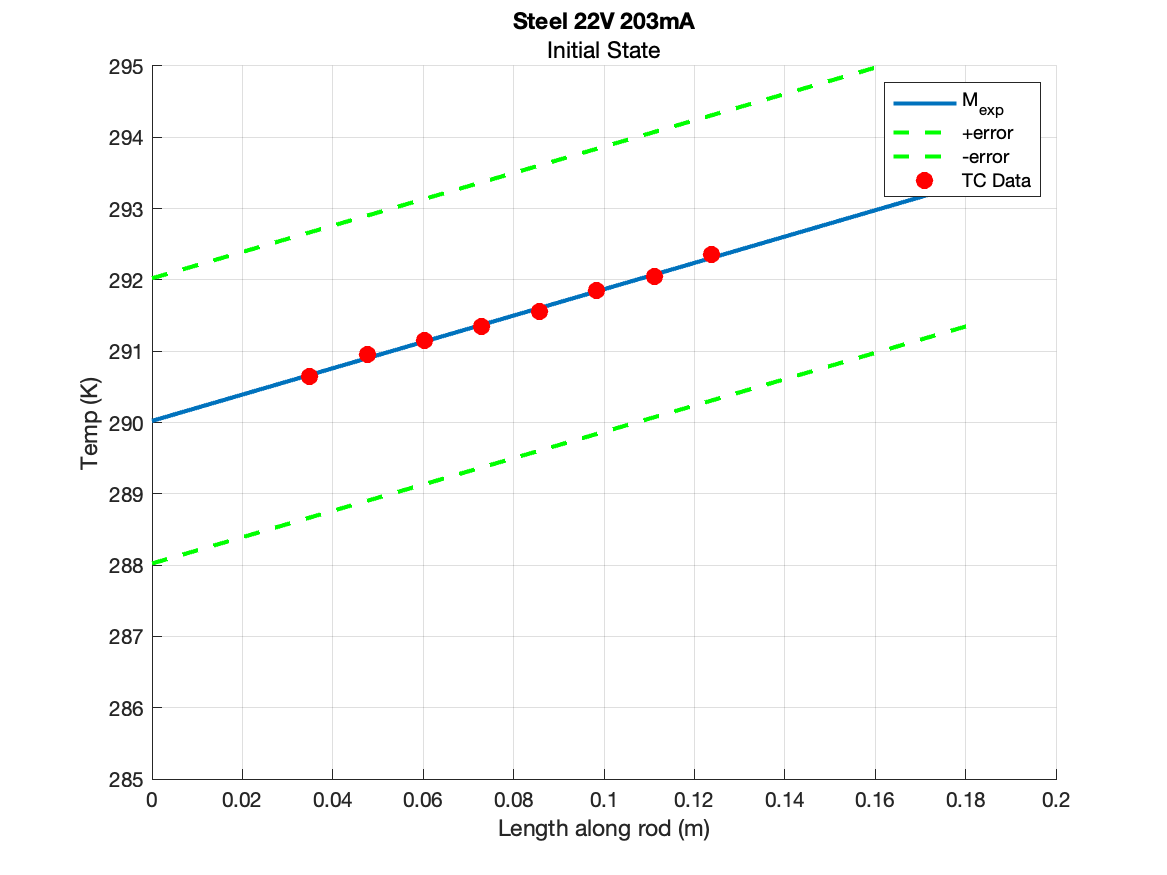 Steel 22V 203mA
Initial State
295
294
293
292
291
290
289
288
287
286
285
Temp (K)
0 0.02 0.04 0.06 0.08 0.1 0.12 0.14 0.16 0.18 0.2
Length along rod (m)
M_exp
+error
-error
TC Data